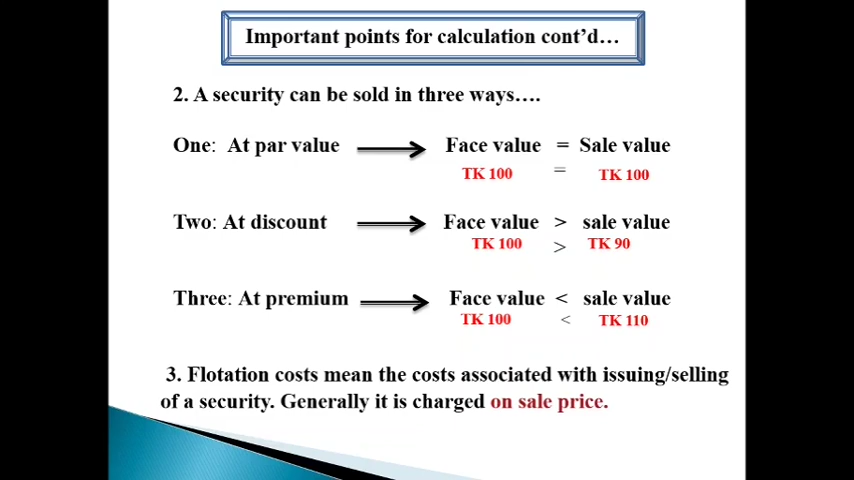 Important points for calculation cont’d…
2. A security can be sold in three ways….
One: At par value Face value = Sale value
TK 100 = TK 100
Two: At discount Face value > sale value
TK 100 > TK 90
Three: At premium Face value < sale value
TK 100 < TK 110
3. Flotation costs mean the costs associated with issuing/selling
of a security. Generally it is charged on sale price.